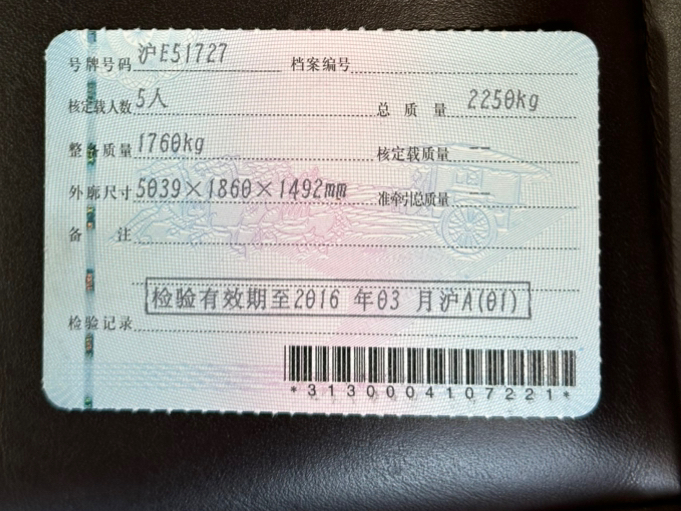 号牌号码 沪E51727 档案编号
核定载人数 5人 总质量 2250kg
整备质量 1760kg 核定载质量 --
外廓尺寸 5039×1860×1492mm 准牵引总质量 --
备注
检验有效期至2016 年03 月沪A(01)
检验记录
*3130004107221*